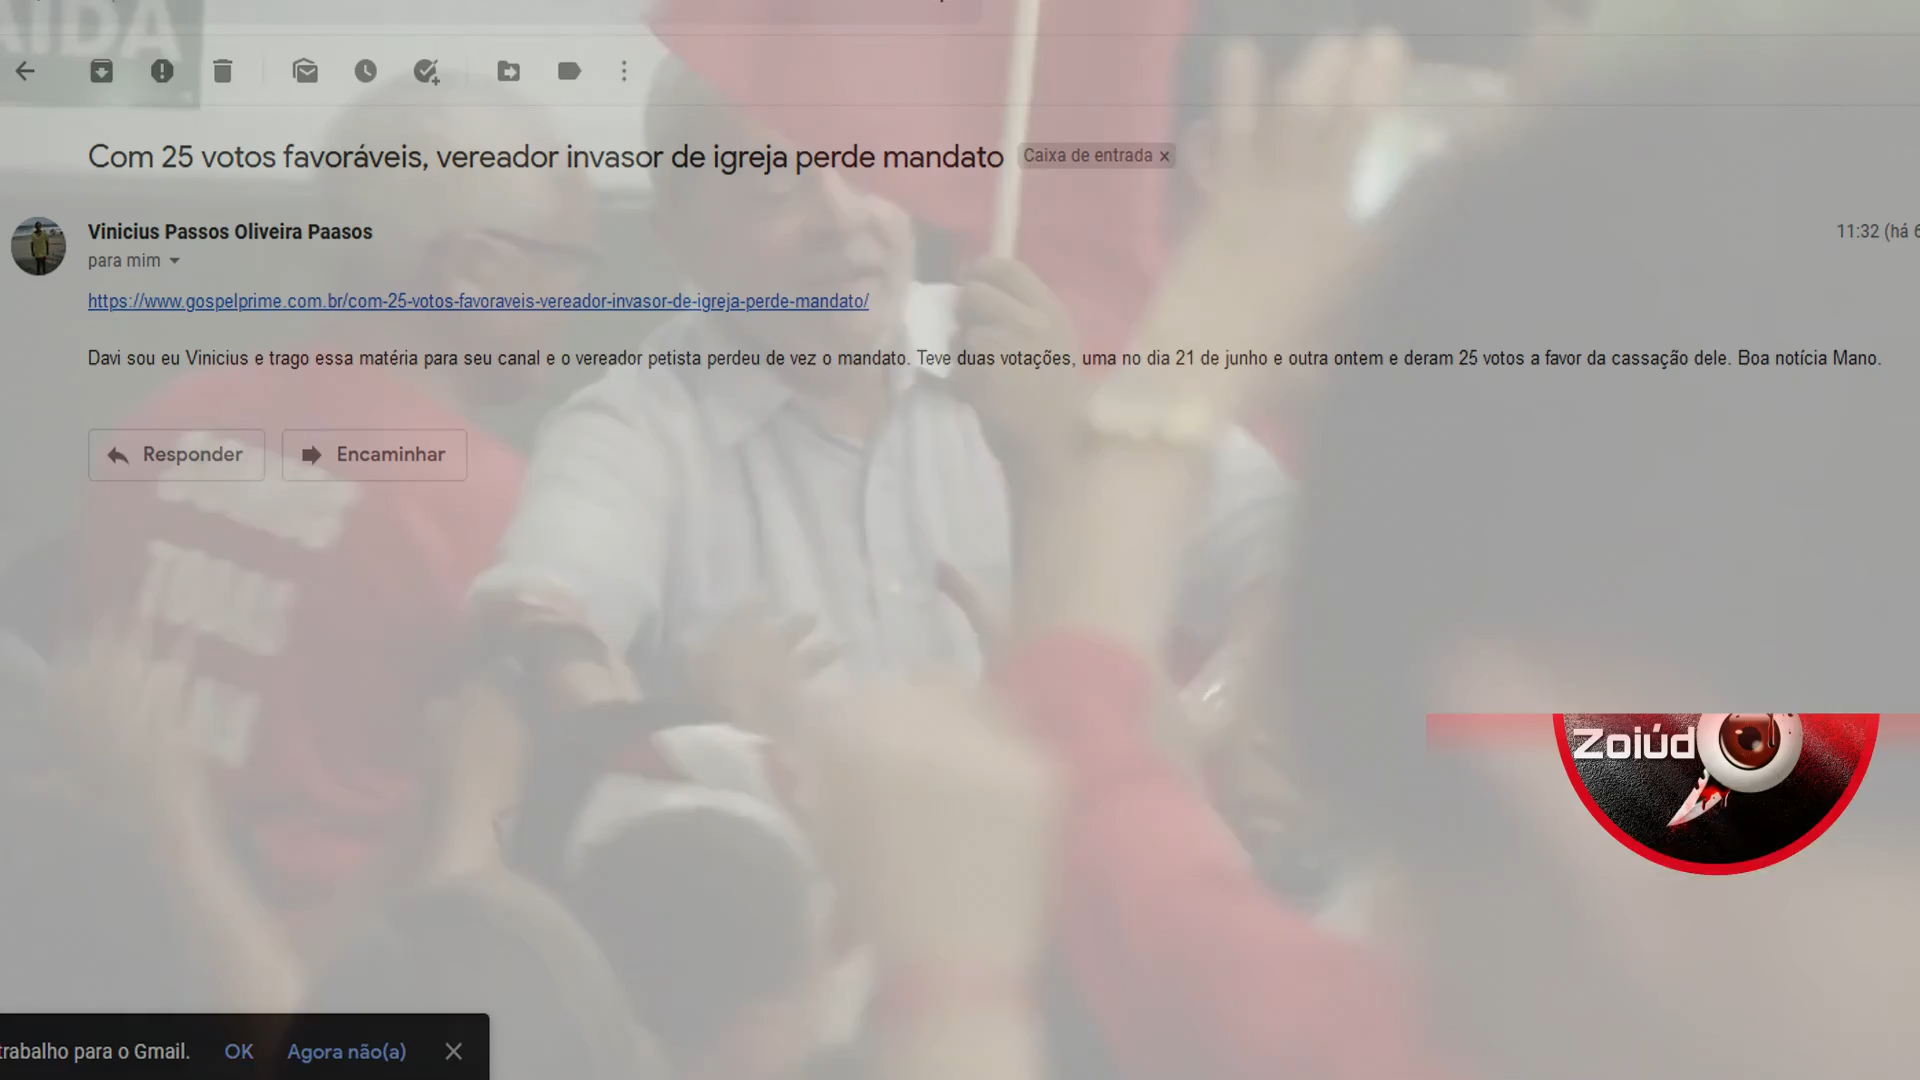 AIDA
Com 25 votos favoráveis, vereador invasor de igreja perde mandato
Caixa de entrada ×
Vinicius Passos Oliveira Paasos
11:32 (há 6
para mim
https://www.gospelprime.com.br/com-25-votos-favoraveis-vereador-invasor-de-igreja-perde-mandato/
Davi sou eu Vinicius e trago essa matéria para seu canal e o vereador petista perdeu de vez o mandato. Teve duas votações, uma no dia 21 de junho e outra ontem e deram 25 votos a favor da cassação dele. Boa notícia Mano.
Responder
Encaminhar
Zoiúd
trabalho para o Gmail.
OK
Agora não(a)